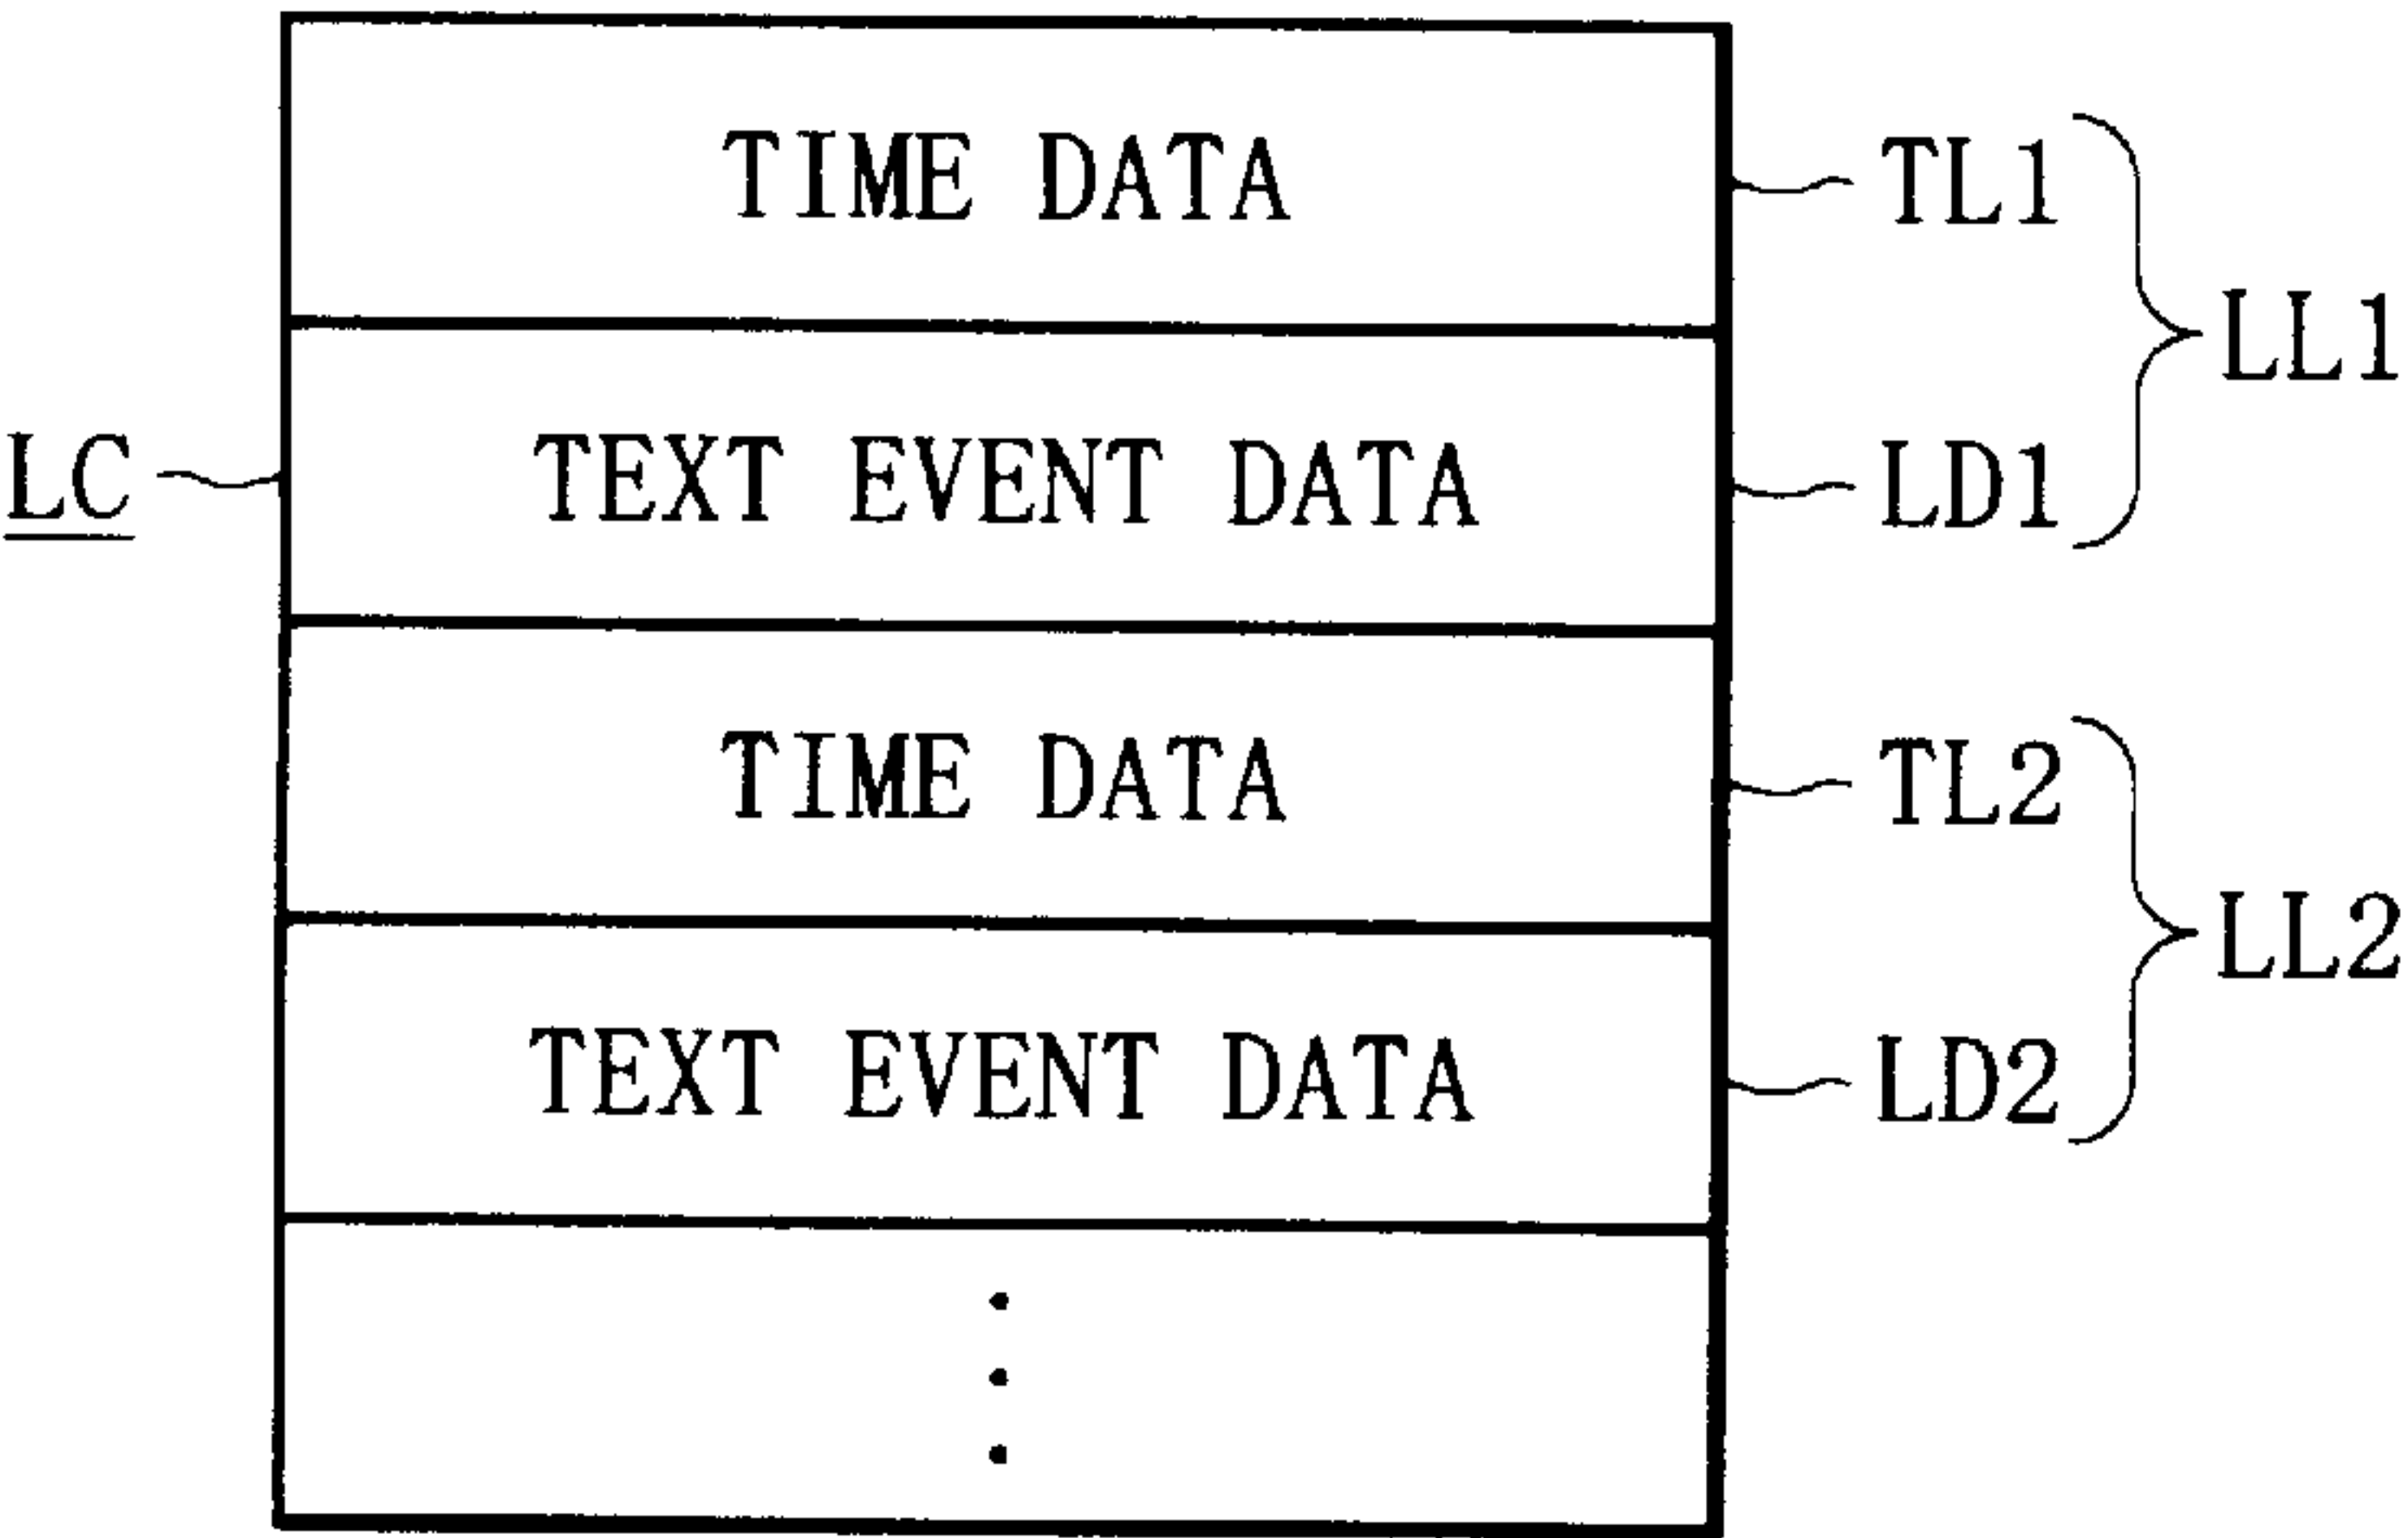 TIME DATA TL1
LL1
LC TEXT EVENT DATA LD1
TIME DATA TL2
LL2
TEXT EVENT DATA LD2